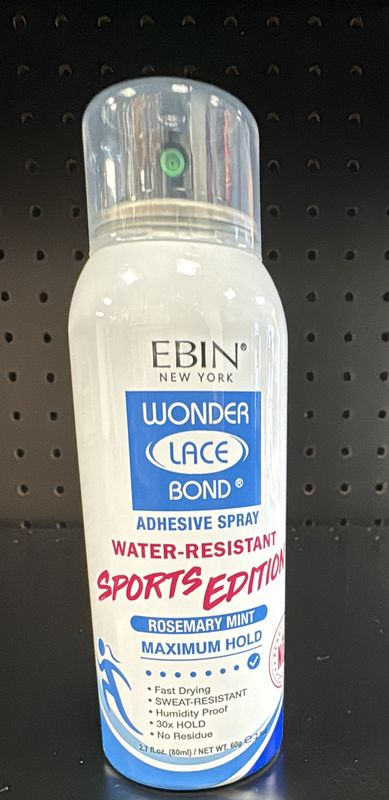 EBIN®
NEW YORK
WONDER
LACE
BOND®
ADHESIVE SPRAY
WATER-RESISTANT
SPORTS EDITION
ROSEMARY MINT
MAXIMUM HOLD
• Fast Drying
• SWEAT-RESISTANT
• Humidity Proof
• 30x HOLD
• No Residue
2.7 fl.oz. (80ml) / NET WT. 60g e